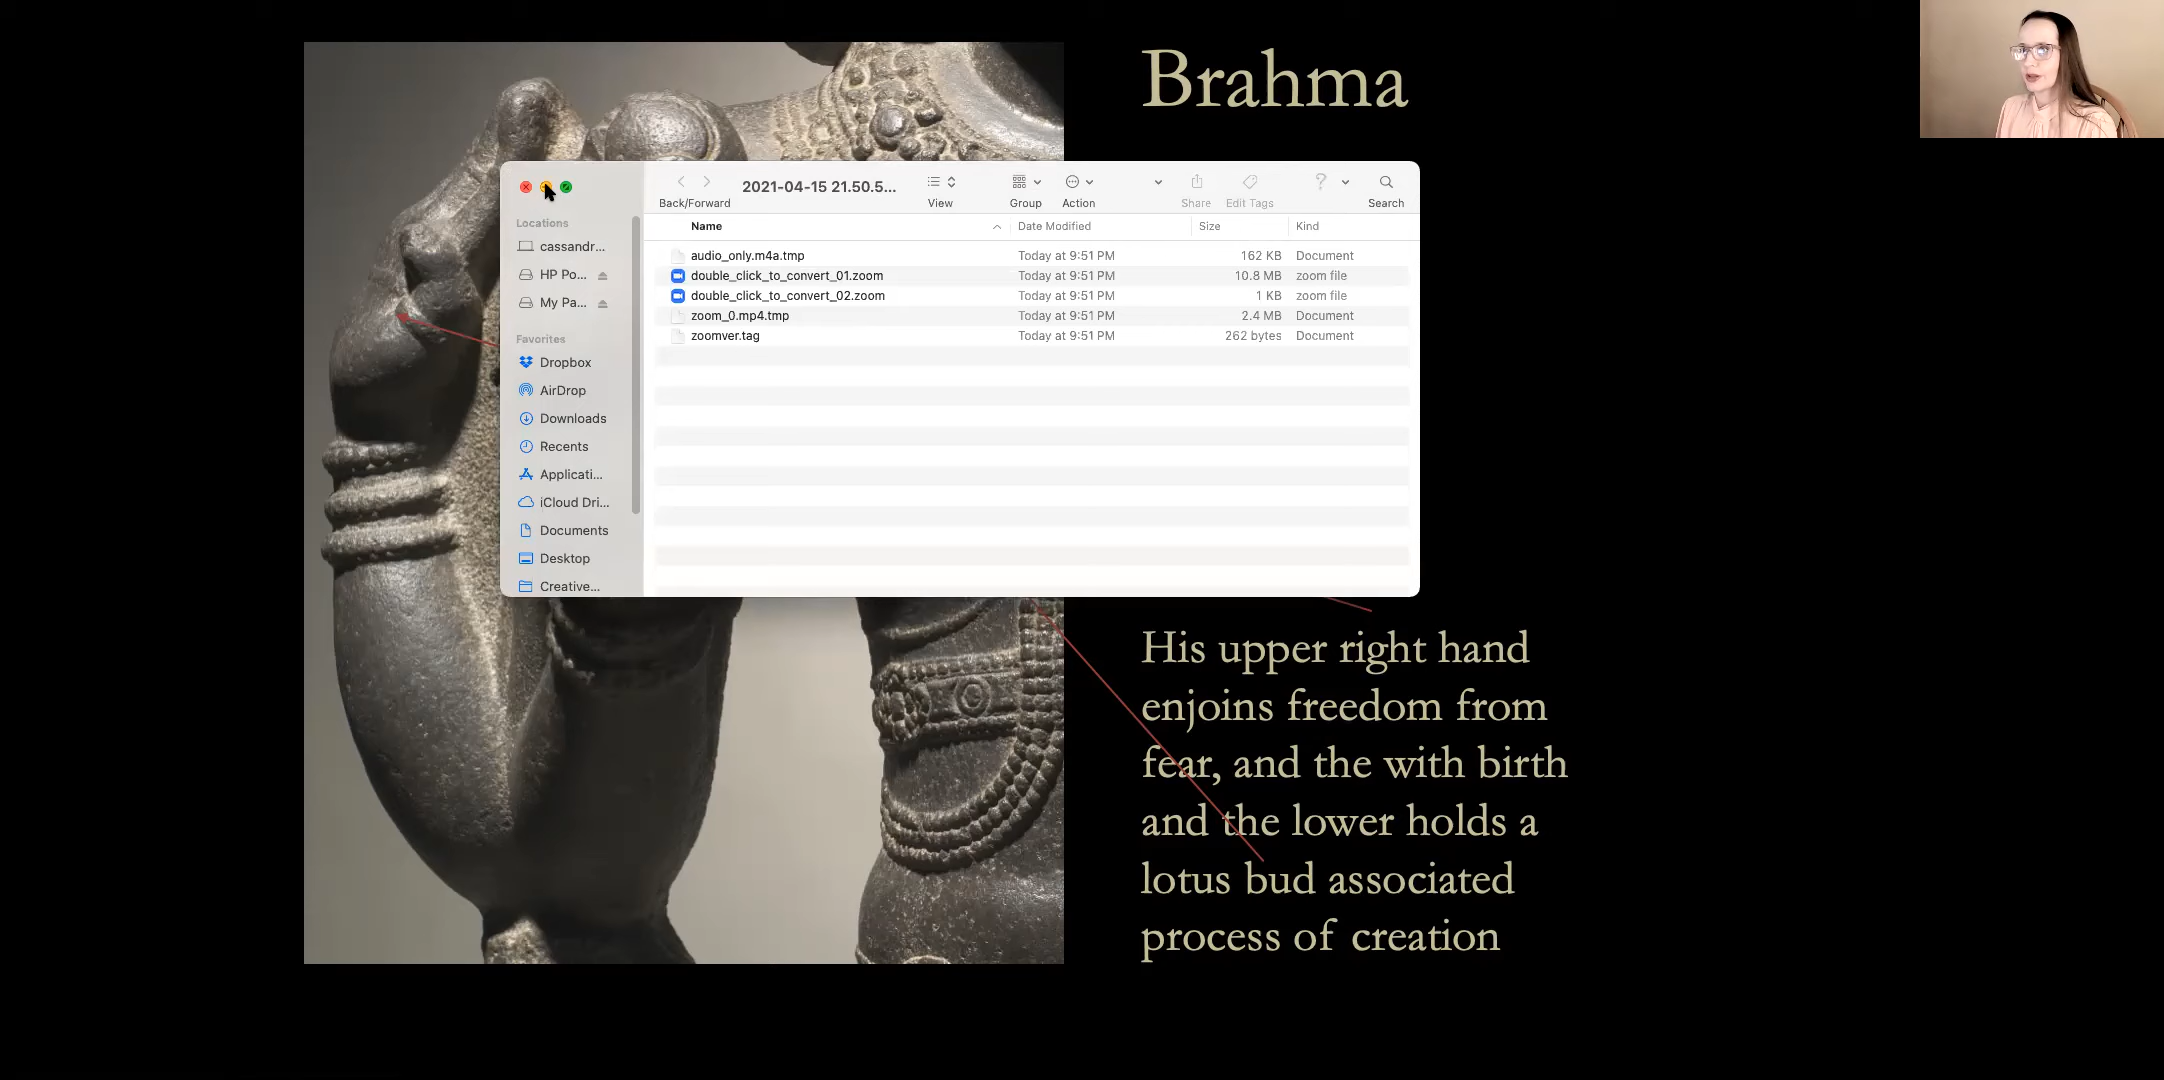 Brahma
2021-04-15 21.50.5...
Back/Forward
View
Group
Action
Share
Edit Tags
Search
Locations
cassandr...
HP Po...
My Pa...
Favorites
Dropbox
AirDrop
Downloads
Recents
Applicati...
iCloud Dri...
Documents
Desktop
Creative...
Name Date Modified Size Kind
audio_only.m4a.tmp Today at 9:51 PM 162 KB Document
double_click_to_convert_01.zoom Today at 9:51 PM 10.8 MB zoom file
double_click_to_convert_02.zoom Today at 9:51 PM 1 KB zoom file
zoom_0.mp4.tmp Today at 9:51 PM 2.4 MB Document
zoomver.tag Today at 9:51 PM 262 bytes Document
His upper right hand
enjoins freedom from
fear, and the with birth
and the lower holds a
lotus bud associated
process of creation